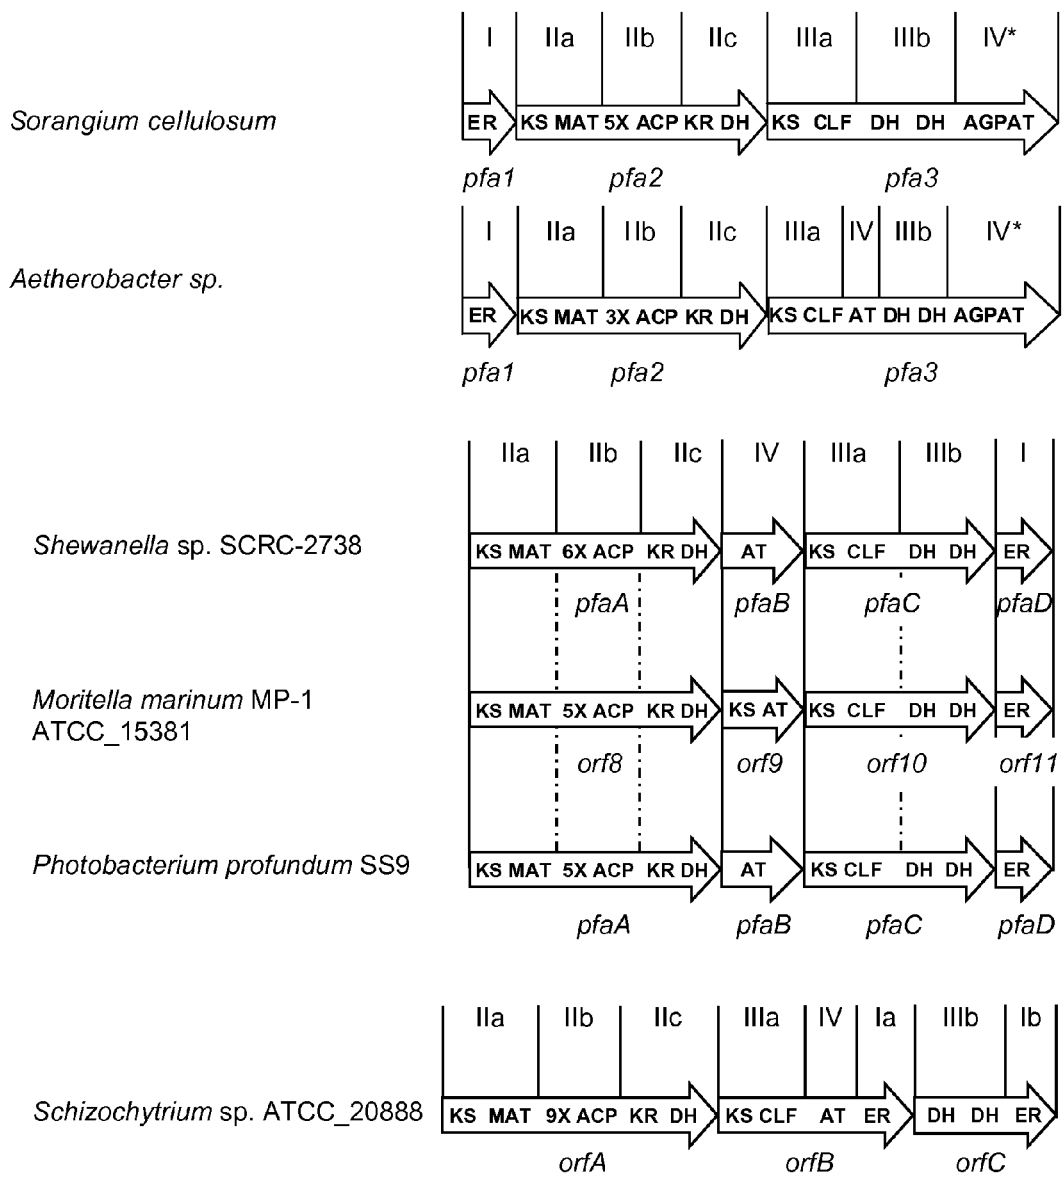 I IIa IIb IIc IIIa IIIb IV*
Sorangium cellulosum
ER KS MAT 5X ACP KR DH KS CLF DH DH AGPAT
pfa1 pfa2 pfa3
I IIa IIb IIc IIIa IV IIIb IV*
Aetherobacter sp.
ER KS MAT 3X ACP KR DH KS CLF AT DH DH AGPAT
pfa1 pfa2 pfa3
IIa IIb IIc IV IIIa IIIb I
Shewanella sp. SCRC-2738
KS MAT 6X ACP KR DH AT KS CLF DH DH ER
pfaA pfaB pfaC pfaD
Moritella marinum MP-1
ATCC_15381
KS MAT 5X ACP KR DH KS AT KS CLF DH DH ER
orf8 orf9 orf10 orf11
Photobacterium profundum SS9
KS MAT 5X ACP KR DH AT KS CLF DH DH ER
pfaA pfaB pfaC pfaD
IIa IIb IIc IIIa IV Ia IIIb Ib
Schizochytrium sp. ATCC_20888
KS MAT 9X ACP KR DH KS CLF AT ER DH DH ER
orfA orfB orfC